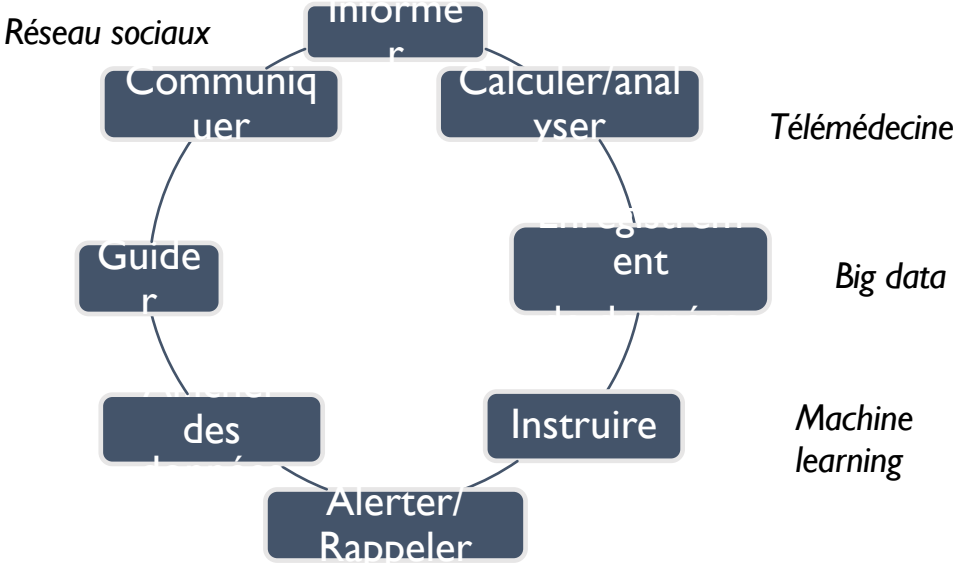 Réseau sociaux
Informe
r
Communiq
uer
Calculer/anal
yser
Télémédecine
Enregistrem
ent
Guide
r
Big data
des
Instruire
Machine
learning
Alerter/
Rappeler